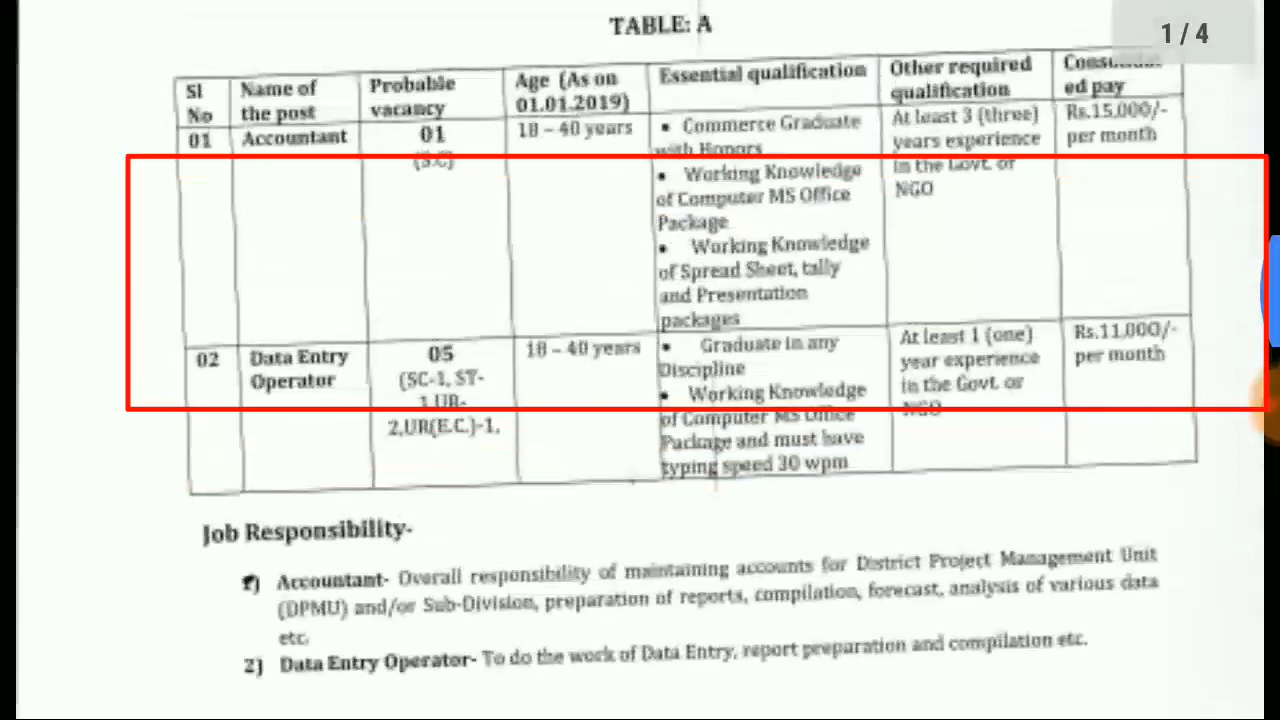 TABLE: A
1 / 4
Sl No
Name of the post
Probable vacancy
Age (As on 01.01.2019)
Essential qualification
Other required qualification
ed pay
01
Accountant
01
(S.C)
18 – 40 years
• Commerce Graduate
with Honors
• Working Knowledge
of Computer MS Office
Package
• Working Knowledge
of Spread Sheet, tally
and Presentation
packages
At least 3 (three)
years experience
in the Govt. or
NGO
Rs.15,000/-
per month
02
Data Entry
Operator
05
(SC-1, ST-
1,UR-
2,UR(E.C.)-1,
18 – 40 years
• Graduate in any
Discipline
• Working Knowledge
of Computer MS Office
Package and must have
typing speed 30 wpm
At least 1 (one)
year experience
in the Govt. or
NGO
Rs.11,000/-
per month
Job Responsibility-
1) Accountant- Overall responsibility of maintaining accounts for District Project Management Unit
(DPMU) and/or Sub-Division, preparation of reports, compilation, forecast, analysis of various data
etc.
2) Data Entry Operator- To do the work of Data Entry, report preparation and compilation etc.